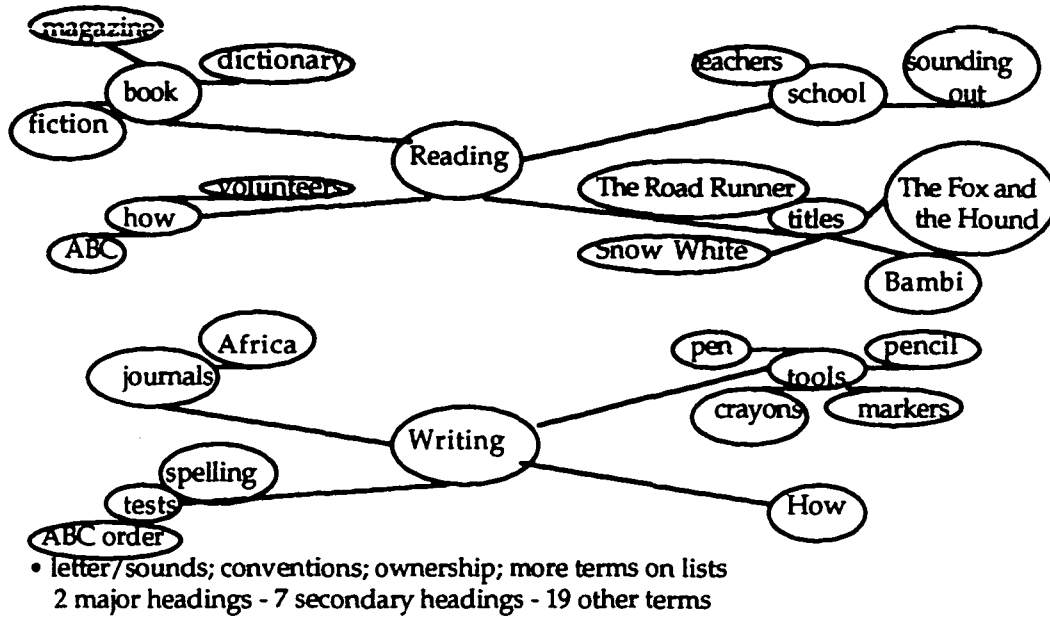 magazine
dictionary
book
fiction
teachers
sounding
out
school
Reading
volunteers
how
ABC
The Road Runner
titles
Snow White
The Fox and
the Hound
Bambi
Africa
journals
pen
pencil
tools
crayons
markers
Writing
spelling
tests
ABC order
How
• letter/sounds; conventions; ownership; more terms on lists
2 major headings - 7 secondary headings - 19 other terms